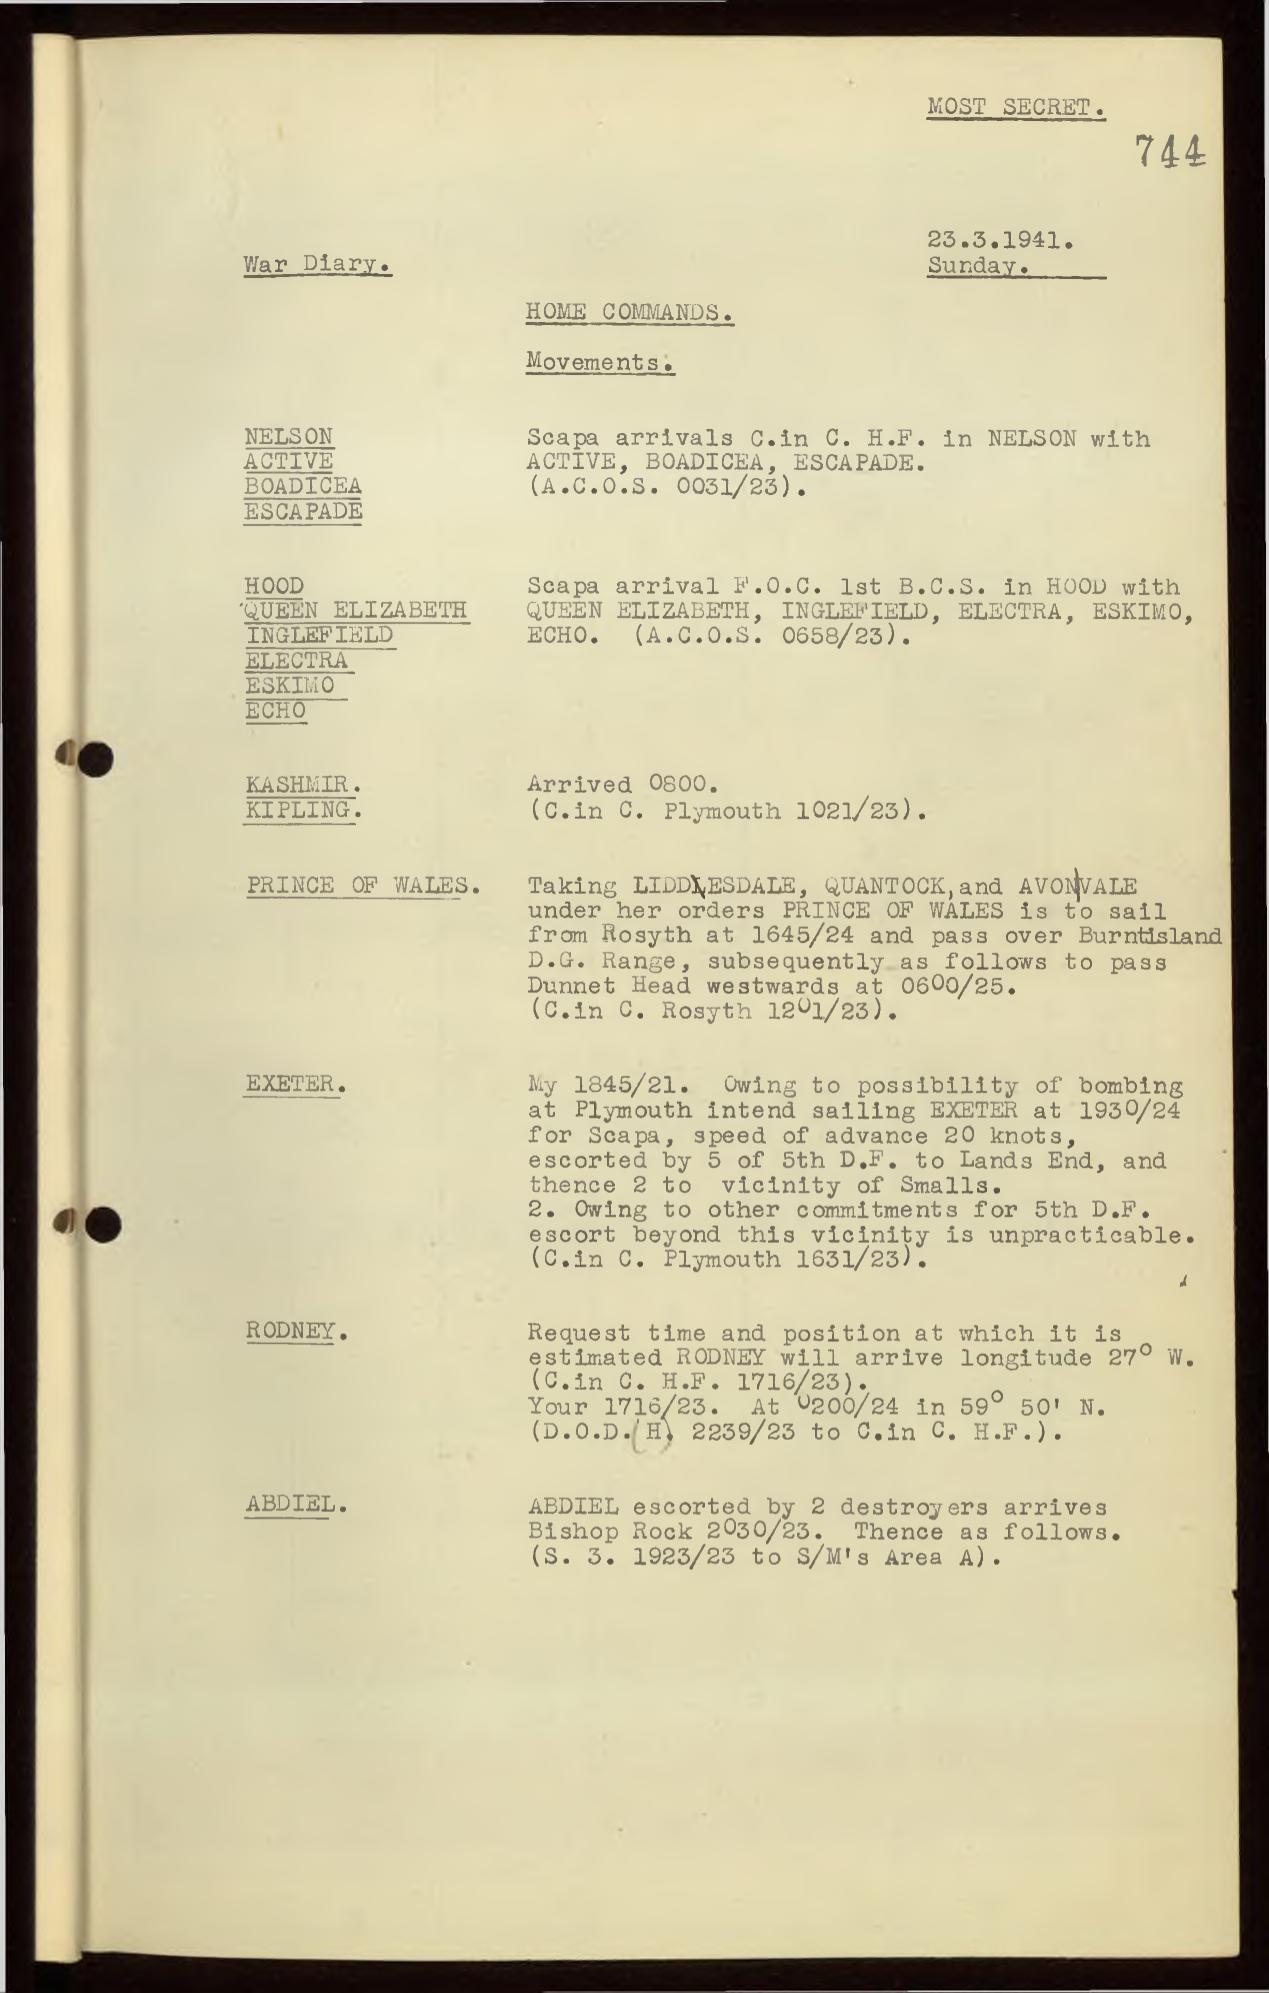 MOST SECRET.
744
23.3.1941.
War Diary.
Sunday.
HOME COMMANDS.
Movements.
NELSON
ACTIVE
BOADICEA
ESCAPADE
Scapa arrivals C.in C. H.F. in NELSON with
ACTIVE, BOADICEA, ESCAPADE.
(A.C.O.S. 0031/23).
HOOD
QUEEN ELIZABETH
INGLEFIELD
ELECTRA
ESKIMO
ECHO
Scapa arrival F.O.C. 1st B.C.S. in HOOD with
QUEEN ELIZABETH, INGLEFIELD, ELECTRA, ESKIMO,
ECHO. (A.C.O.S. 0658/23).
KASHMIR.
KIPLING.
Arrived 0800.
(C.in C. Plymouth 1021/23).
PRINCE OF WALES.
Taking LIDDESDALE, QUANTOCK, and AVONVALE
under her orders PRINCE OF WALES is to sail
from Rosyth at 1645/24 and pass over Burntisland
D.G. Range, subsequently as follows to pass
Dunnet Head westwards at 0600/25.
(C.in C. Rosyth 1201/23).
EXETER.
My 1845/21. Owing to possibility of bombing
at Plymouth intend sailing EXETER at 1930/24
for Scapa, speed of advance 20 knots,
escorted by 5 of 5th D.F. to Lands End, and
thence 2 to vicinity of Smalls.
2. Owing to other commitments for 5th D.F.
escort beyond this vicinity is unpracticable.
(C.in C. Plymouth 1631/23).
RODNEY.
Request time and position at which it is
estimated RODNEY will arrive longitude 27° W.
(C.in C. H.F. 1716/23).
Your 1716/23. At 0200/24 in 59° 50' N.
(D.O.D.(H) 2239/23 to C.in C. H.F.).
ABDIEL.
ABDIEL escorted by 2 destroyers arrives
Bishop Rock 2030/23. Thence as follows.
(S. 3. 1923/23 to S/M's Area A).